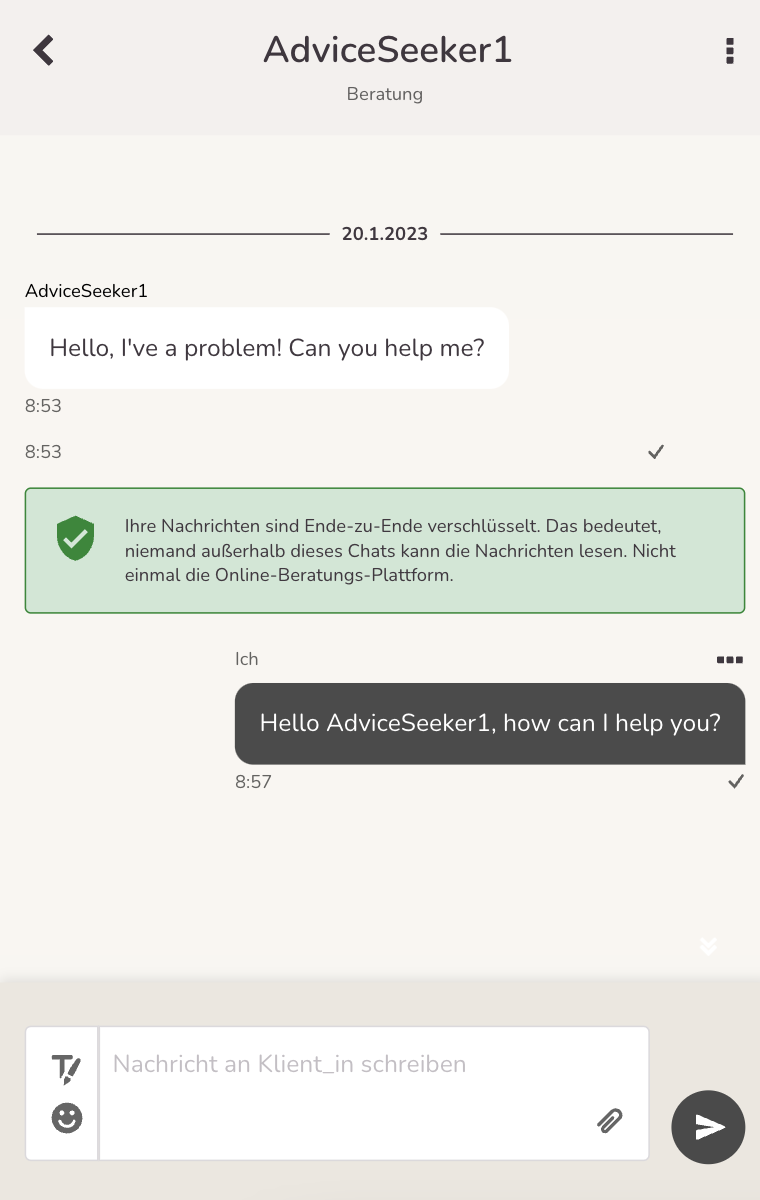 AdviceSeeker1
Beratung
20.1.2023
AdviceSeeker1
Hello, I've a problem! Can you help me?
8:53
8:53
Ihre Nachrichten sind Ende-zu-Ende verschlüsselt. Das bedeutet,
niemand außerhalb dieses Chats kann die Nachrichten lesen. Nicht
einmal die Online-Beratungs-Plattform.
Ich
Hello AdviceSeeker1, how can I help you?
8:57
Nachricht an Klient_in schreiben